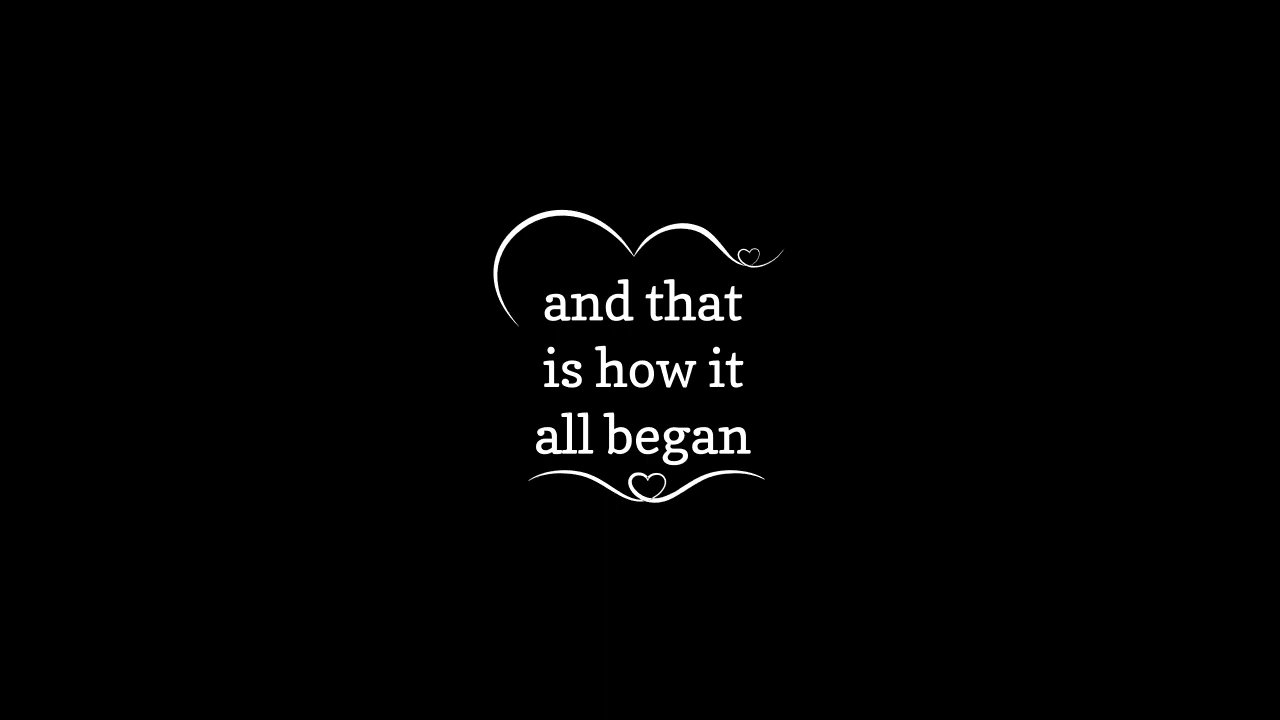 and that
is how it
all began